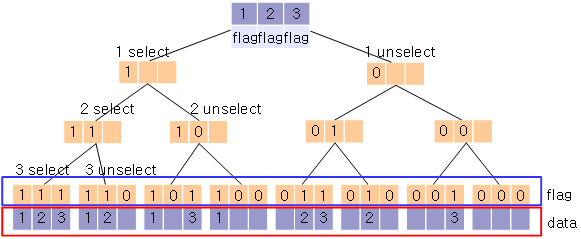 1 2 3
flagflagflag
1 select 1 unselect
1 0
2 select 2 unselect
1 1 1 0 0 1 0 0
3 select 3 unselect
1 1 1 1 1 0 1 0 1 1 0 0 0 1 1 0 1 0 0 0 1 0 0 0 flag
1 2 3 1 2 1 3 1 2 3 2 3 data